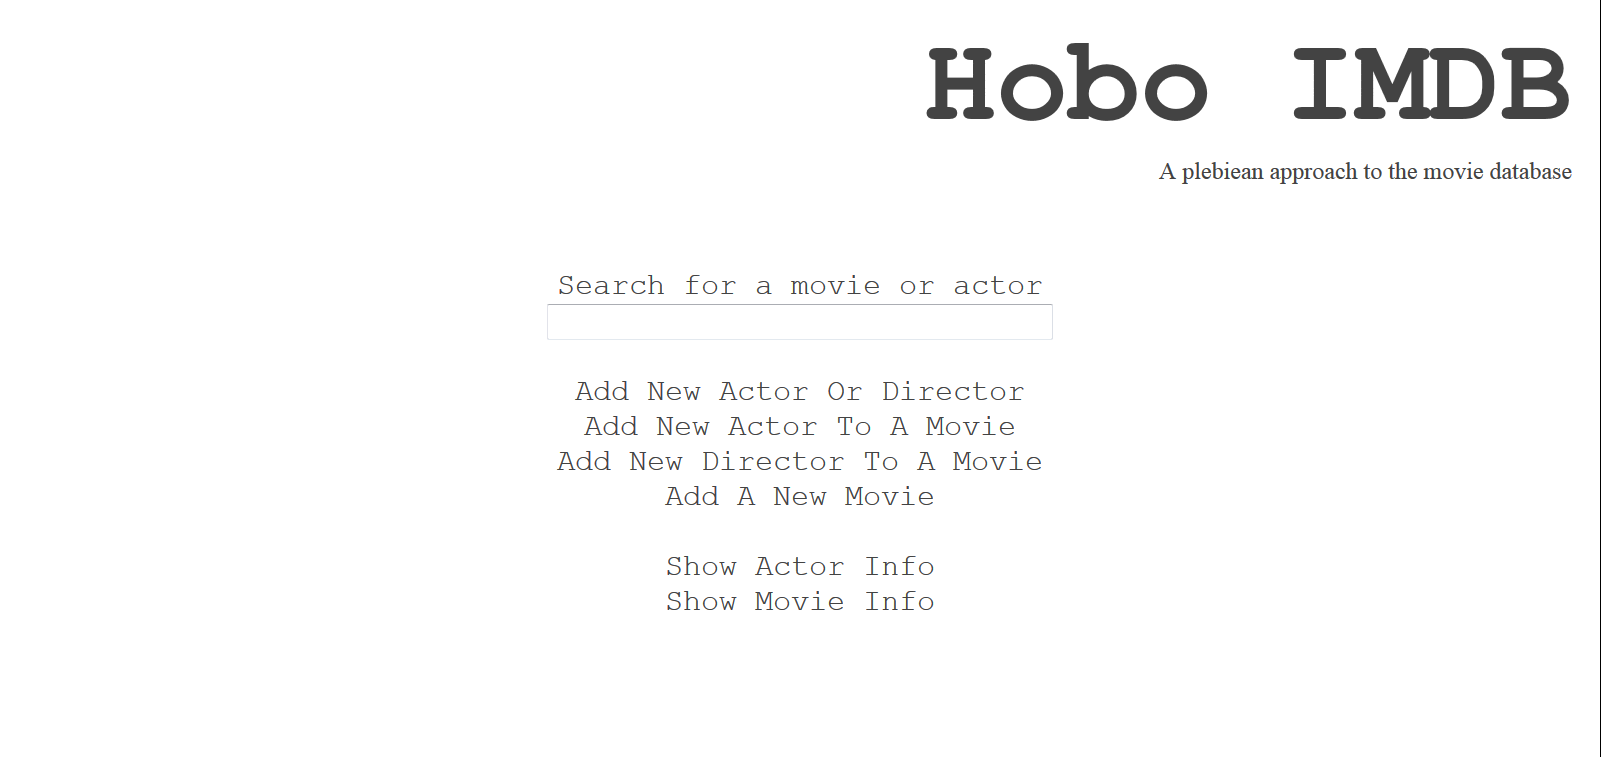 Hobo IMDB
A plebiean approach to the movie database
Search for a movie or actor
Add New Actor Or Director
Add New Actor To A Movie
Add New Director To A Movie
Add A New Movie
Show Actor Info
Show Movie Info